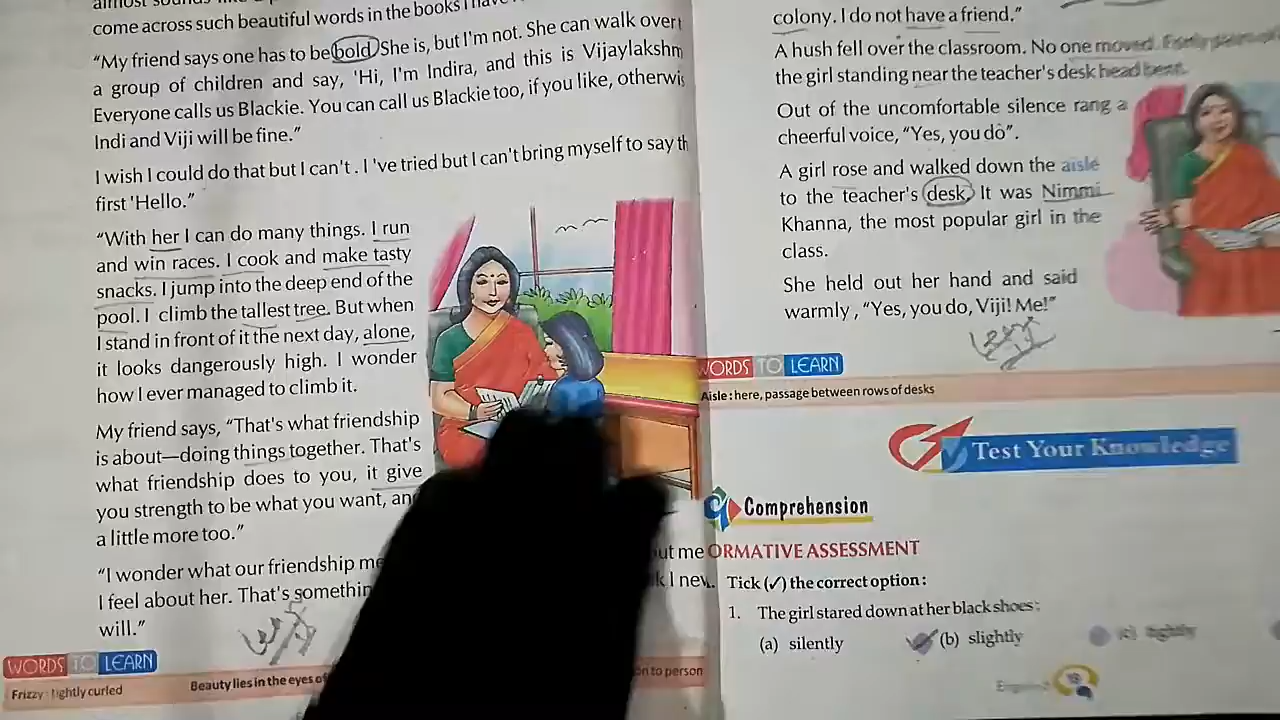 come across such beautiful words in the books I have
"My friend says one has to be bold She is, but I'm not. She can walk over t
a group of children and say, 'Hi, I'm Indira, and this is Vijaylakshm
Everyone calls us Blackie. You can call us Blackie too, if you like, otherwis
Indi and Viji will be fine."
I wish I could do that but I can't . I 've tried but I can't bring myself to say th
first 'Hello."
"With her I can do many things. I run
and win races. I cook and make tasty
snacks. I jump into the deep end of the
pool. I climb the tallest tree. But when
I stand in front of it the next day, alone,
it looks dangerously high. I wonder
how I ever managed to climb it.
My friend says, "That's what friendship
is about—doing things together. That's
what friendship does to you, it give
you strength to be what you want, an
a little more too."
"I wonder what our friendship me
I feel about her. That's somethin
will."
WORDS TO LEARN
Frizzy : tightly curled
Beauty lies in the eyes of
on to person
colony. I do not have a friend."
A hush fell over the classroom. No one moved.
the girl standing near the teacher's desk head bent.
Out of the uncomfortable silence rang a
cheerful voice, "Yes, you do".
A girl rose and walked down the aisle
to the teacher's desk. It was Nimmi
Khanna, the most popular girl in the
class.
She held out her hand and said
warmly , "Yes, you do, Viji! Me!"
WORDS TO LEARN
Aisle : here, passage between rows of desks
Test Your Knowledge
Comprehension
ORMATIVE ASSESSMENT
Tick (✓) the correct option :
1. The girl stared down at her black shoes:
(a) silently (b) slightly (c) tightly